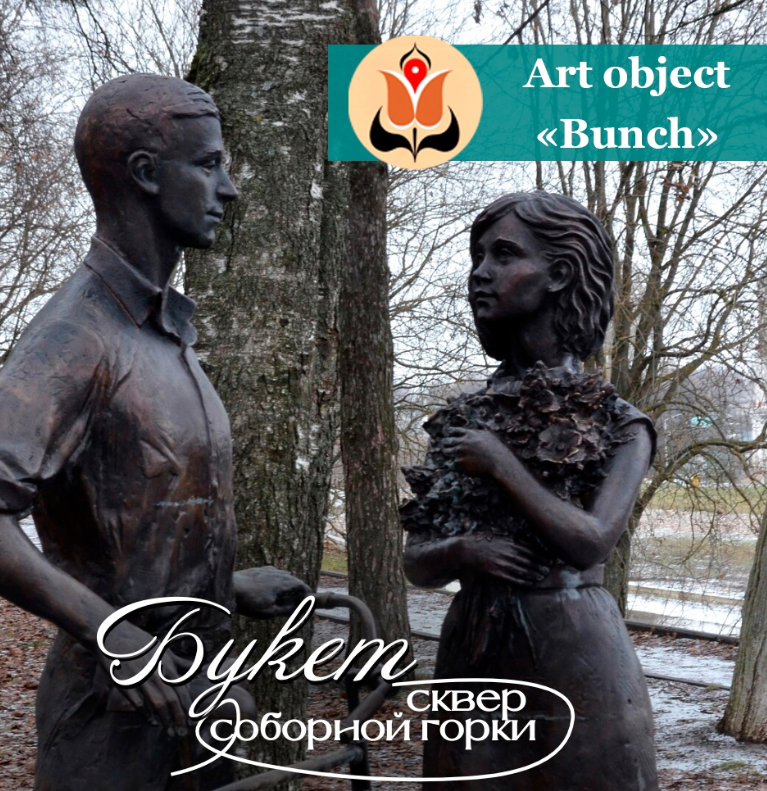 Art object
«Bunch»
Букет
сквер
соборной горки